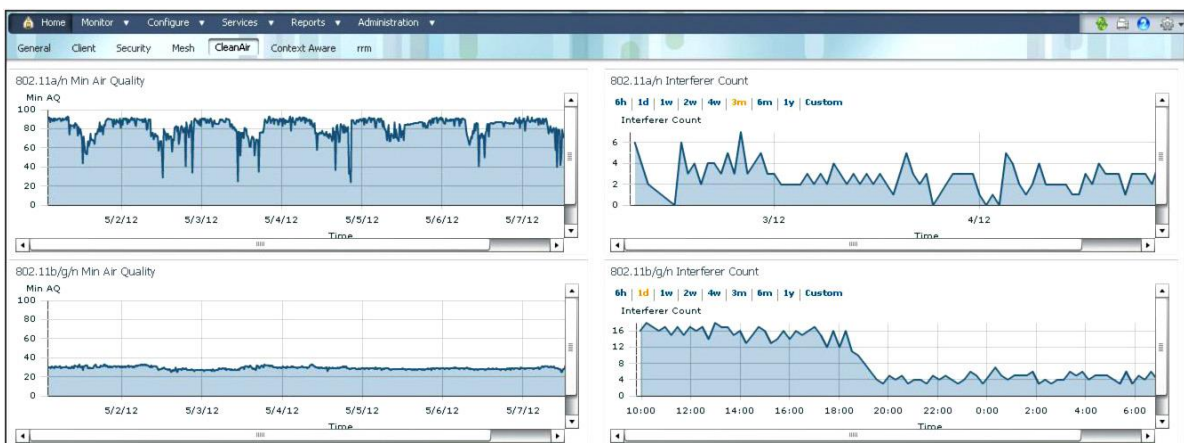 Home Monitor Configure Services Reports Administration
General Client Security Mesh CleanAir Context Aware rrm
802.11a/n Min Air Quality
Min AQ
100
80
60
40
20
0
5/2/12 5/3/12 5/4/12 5/5/12 5/6/12 5/7/12
Time
802.11a/n Interferer Count
6h | 1d | 1w | 2w | 4w | 3m | 6m | 1y | Custom
Interferer Count
6
4
2
0
3/12 4/12
Time
802.11b/g/n Min Air Quality
Min AQ
100
80
60
40
20
0
5/2/12 5/3/12 5/4/12 5/5/12 5/6/12 5/7/12
Time
802.11b/g/n Interferer Count
6h | 1d | 1w | 2w | 4w | 3m | 6m | 1y | Custom
Interferer Count
16
12
8
4
0
10:00 12:00 14:00 16:00 18:00 20:00 22:00 0:00 2:00 4:00 6:00
Time